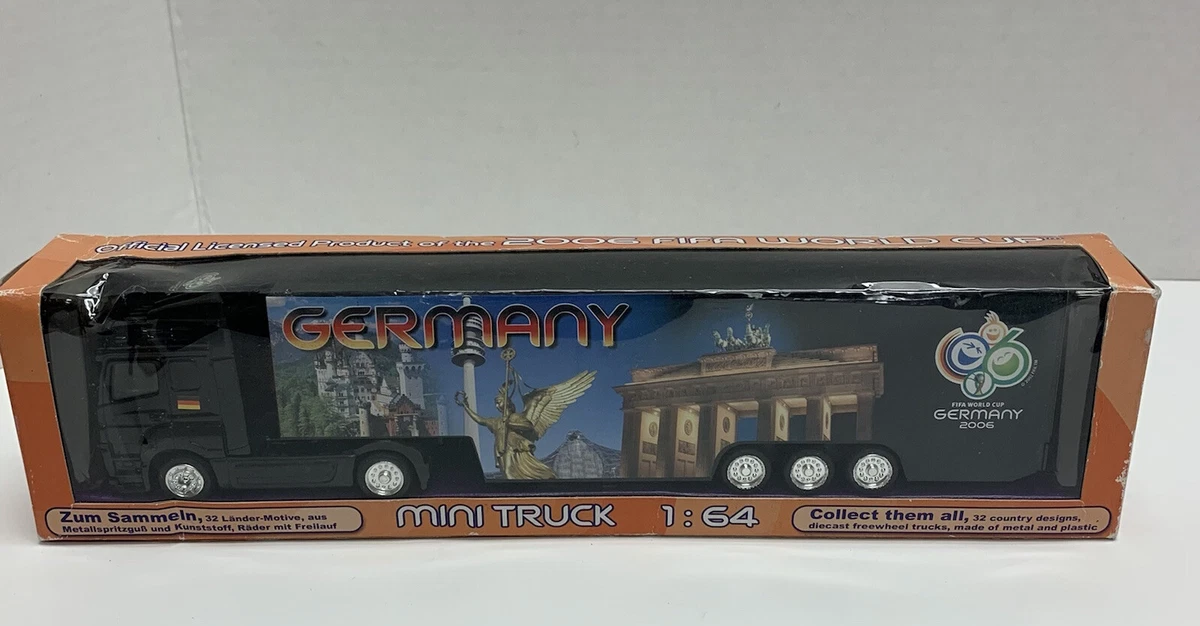 Official Licensed Product of the 2006 FIFA WORLD CUP™
GERMANY
FIFA WORLD CUP
GERMANY
2006
Zum Sammeln, 32 Länder-Motive, aus
Metallspritzguß und Kunststoff, Räder mit Freilauf
MINI TRUCK 1:64
Collect them all, 32 country designs,
diecast freewheel trucks, made of metal and plastic